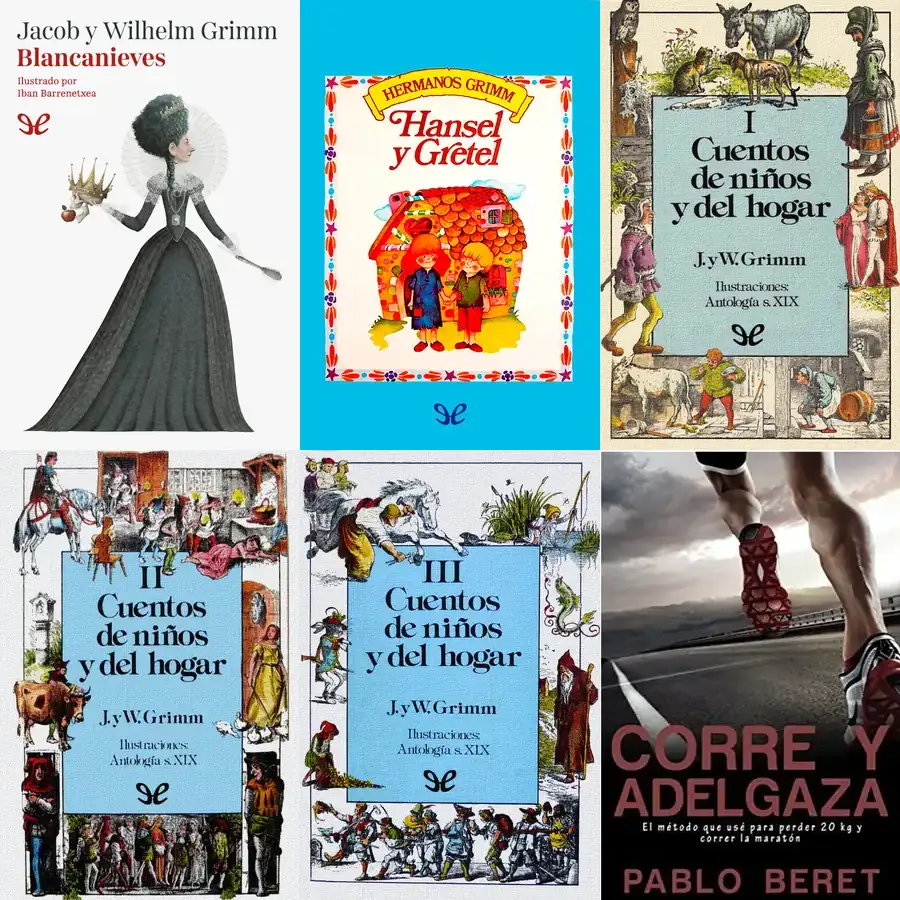 Jacob y Wilhelm Grimm
Blancanieves
Ilustrado por
Iban Barrenetxea
HERMANOS GRIMM
Hansel
y Gretel
I
Cuentos
de niños
y del hogar
J. y W. Grimm
Ilustraciones:
Antología s. XIX
II
Cuentos
de niños
y del hogar
J. y W. Grimm
Ilustraciones:
Antología s. XIX
III
Cuentos
de niños
y del hogar
J. y W. Grimm
Ilustraciones:
Antología s. XIX
CORRE Y
ADELGAZA
El método que usé para perder 20 kg y
correr la maratón
PABLO BERET